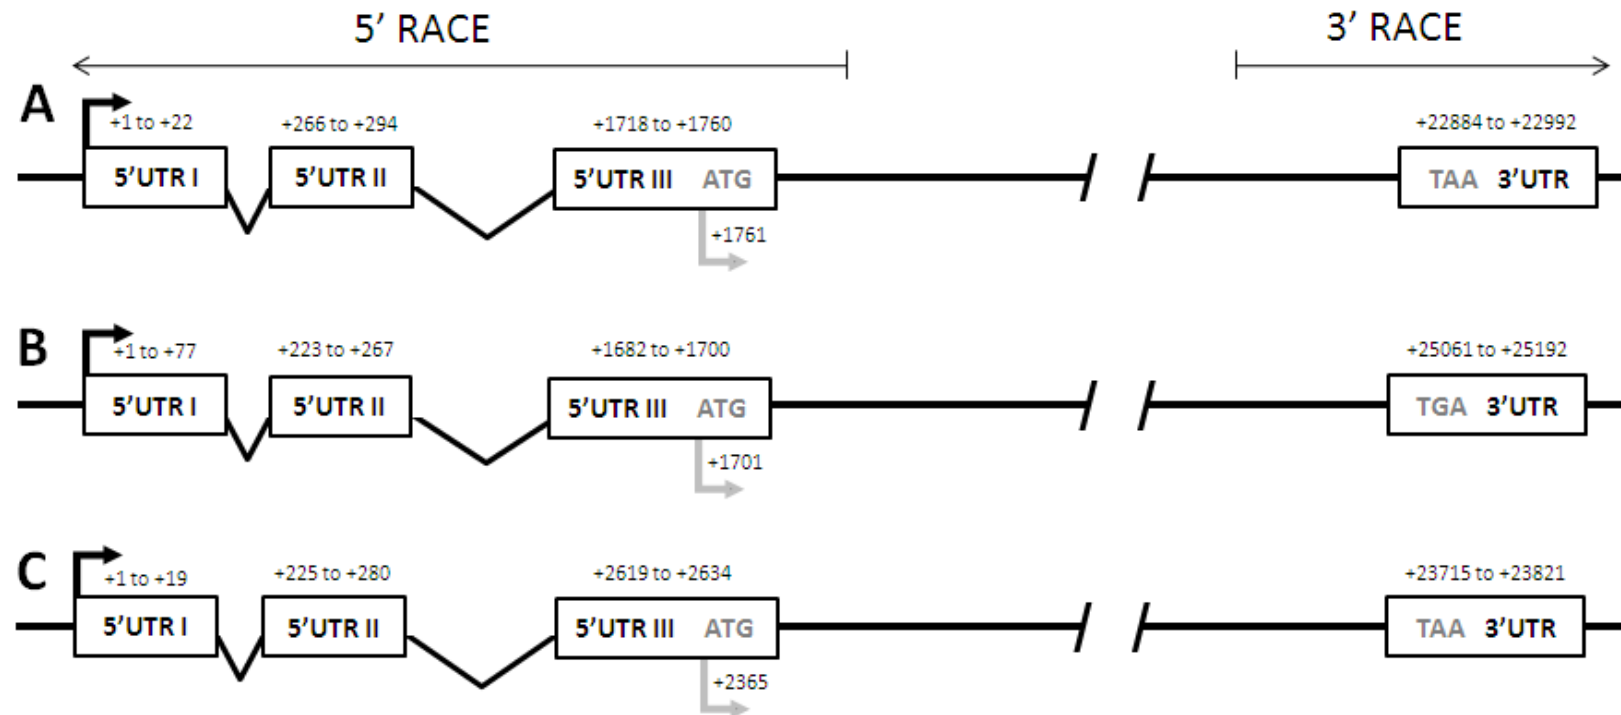 5' RACE 3' RACE
A
+1 to +22 +266 to +294 +1718 to +1760 +22884 to +22992
5'UTR I 5'UTR II 5'UTR III ATG TAA 3'UTR
+1761
B
+1 to +77 +223 to +267 +1682 to +1700 +25061 to +25192
5'UTR I 5'UTR II 5'UTR III ATG TGA 3'UTR
+1701
C
+1 to +19 +225 to +280 +2619 to +2634 +23715 to +23821
5'UTR I 5'UTR II 5'UTR III ATG TAA 3'UTR
+2365